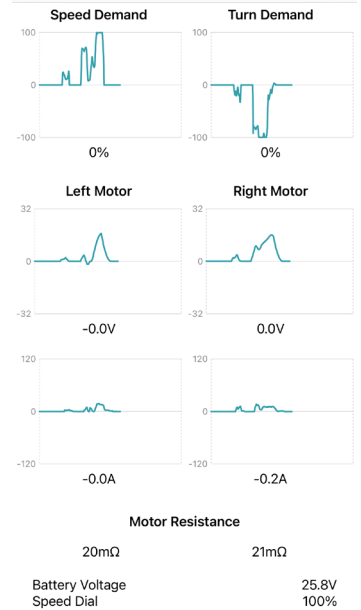 Speed Demand Turn Demand
100 100
0 0
-100 -100
0% 0%
Left Motor Right Motor
32 32
0 0
-32 -32
-0.0V 0.0V
120 120
0 0
-120 -120
-0.0A -0.2A
Motor Resistance
20mΩ 21mΩ
Battery Voltage 25.8V
Speed Dial 100%